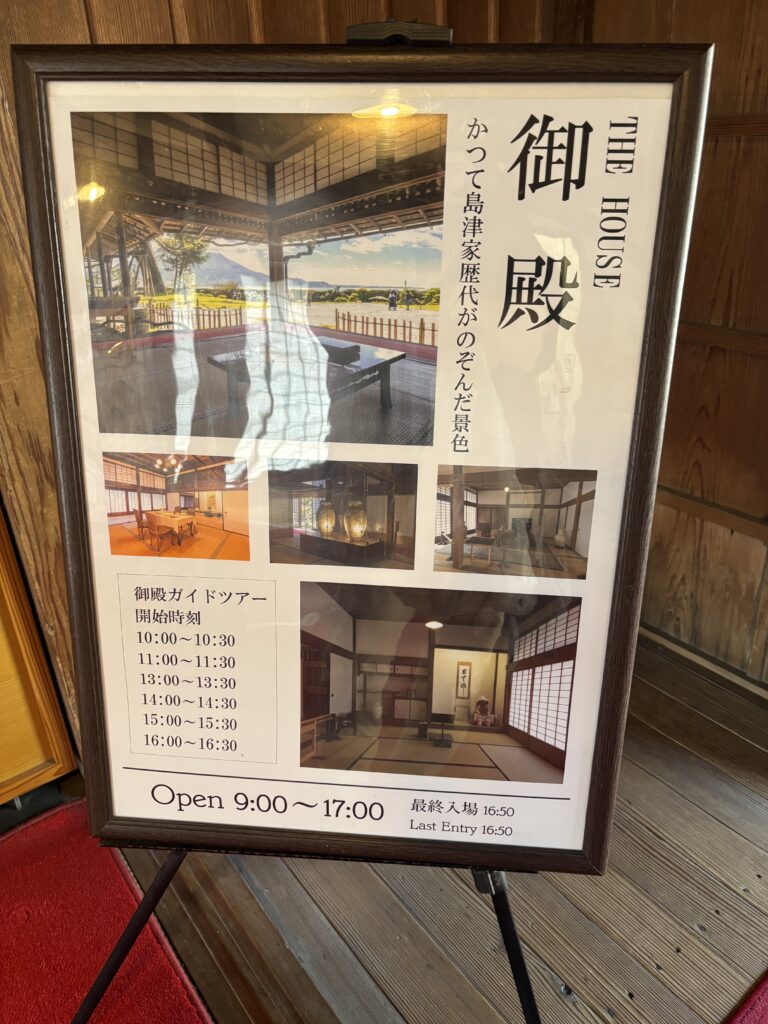 THE HOUSE
御殿
かつて島津家歴代がのぞんだ景色
御殿ガイドツアー
開始時刻
10:00〜10:30
11:00〜11:30
13:00〜13:30
14:00〜14:30
15:00〜15:30
16:00〜16:30
Open 9:00〜17:00
最終入場 16:50
Last Entry 16:50